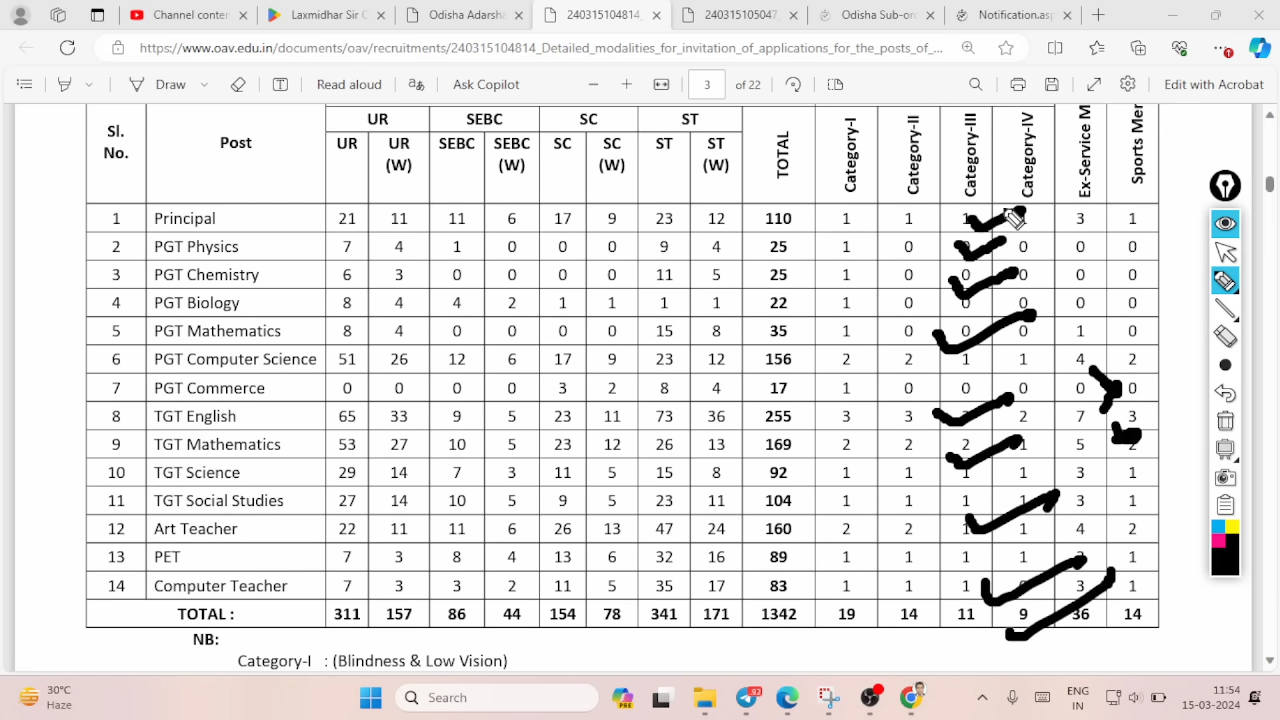 Channel conten
Laxmidhar Sir C
Odisha Adarsha
240315104814
240315105047_
Odisha Sub-ord
Notification.asp
https://www.oav.edu.in/documents/oav/recruitments/240315104814_Detailed_modalities_for_invitation_of_applications_for_the_posts_of_...
Draw Read aloud Ask Copilot 3 of 22 Edit with Acrobat
Sl. No. Post UR SEBC SC ST TOTAL Category-I Category-II Category-III Category-IV Ex-Service M Sports Mer
UR UR (W) SEBC SEBC (W) SC SC (W) ST ST (W)
1 Principal 21 11 11 6 17 9 23 12 110 1 1 1 3 1
2 PGT Physics 7 4 1 0 0 0 9 4 25 1 0 0 0 0
3 PGT Chemistry 6 3 0 0 0 0 11 5 25 1 0 0 0 0 0
4 PGT Biology 8 4 4 2 1 1 1 1 22 1 0 0 0 0 0
5 PGT Mathematics 8 4 0 0 0 0 15 8 35 1 0 0 0 1 0
6 PGT Computer Science 51 26 12 6 17 9 23 12 156 2 2 1 1 4 2
7 PGT Commerce 0 0 0 0 3 2 8 4 17 1 0 0 0 0 0
8 TGT English 65 33 9 5 23 11 73 36 255 3 3 2 7 3
9 TGT Mathematics 53 27 10 5 23 12 26 13 169 2 2 2 1 5 2
10 TGT Science 29 14 7 3 11 5 15 8 92 1 1 1 1 3 1
11 TGT Social Studies 27 14 10 5 9 5 23 11 104 1 1 1 1 3 1
12 Art Teacher 22 11 11 6 26 13 47 24 160 2 2 1 1 4 2
13 PET 7 3 8 4 13 6 32 16 89 1 1 1 1 1
14 Computer Teacher 7 3 3 2 11 5 35 17 83 1 1 1 3 1
TOTAL : 311 157 86 44 154 78 341 171 1342 19 14 11 9 36 14
NB:
Category-I : (Blindness & Low Vision)
30°C
Haze
Search
PRE
92
ENG
IN
11:54
15-03-2024